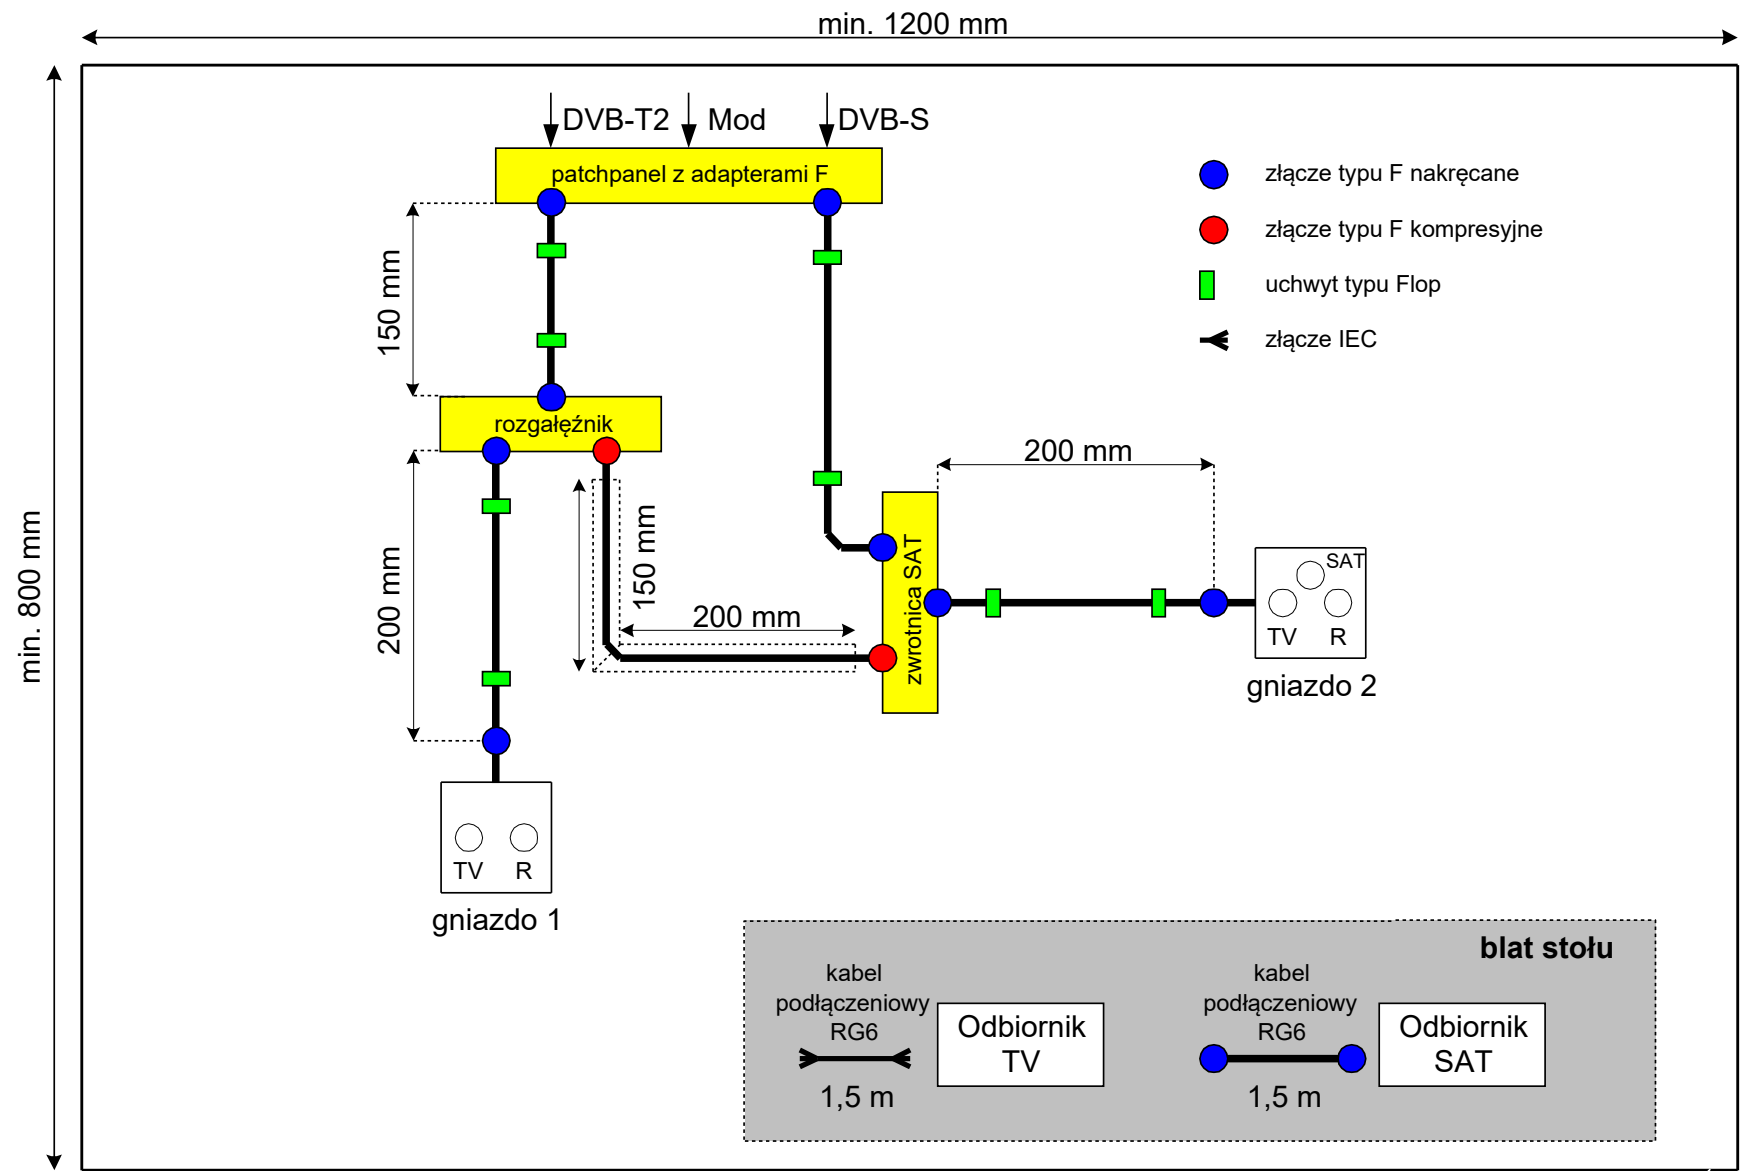 min. 1200 mm
DVB-T2
Mod
DVB-S
patchpanel z adapterami F
złącze typu F nakręcane
złącze typu F kompresyjne
uchwyt typu Flop
złącze IEC
150 mm
rozgałęźnik
200 mm
min. 800 mm
200 mm
150 mm
200 mm
zwrotnica SAT
SAT
TV
R
gniazdo 2
TV
R
gniazdo 1
blat stołu
kabel
podłączeniowy
RG6
1,5 m
Odbiornik
TV
kabel
podłączeniowy
RG6
1,5 m
Odbiornik
SAT